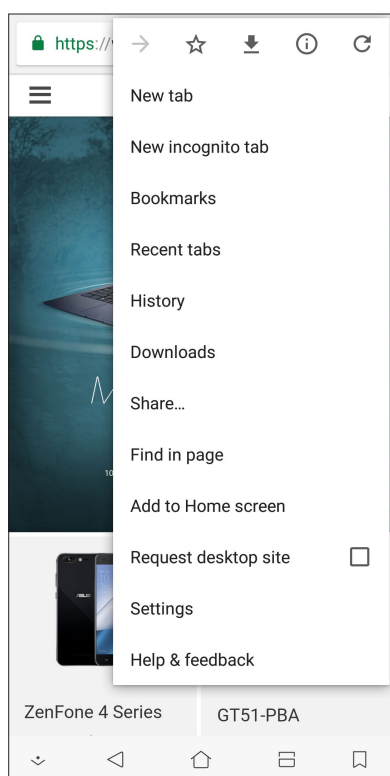 https://
New tab
New incognito tab
Bookmarks
Recent tabs
History
Downloads
Share...
Find in page
Add to Home screen
Request desktop site
Settings
Help & feedback
ZenFone 4 Series
GT51-PBA